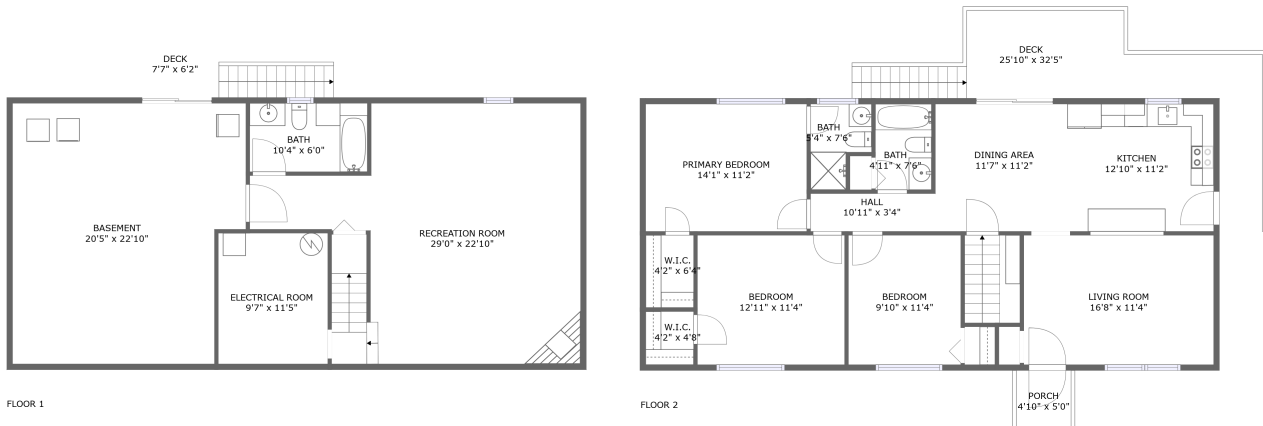 DECK
7'7" x 6'2"
BATH
10'4" x 6'0"
BASEMENT
20'5" x 22'10"
RECREATION ROOM
29'0" x 22'10"
ELECTRICAL ROOM
9'7" x 11'5"
FLOOR 1
DECK
25'10" x 32'5"
BATH
5'4" x 7'6"
PRIMARY BEDROOM
14'1" x 11'2"
BATH
4'11" x 7'6"
DINING AREA
11'7" x 11'2"
KITCHEN
12'10" x 11'2"
HALL
10'11" x 3'4"
W.I.C.
4'2" x 6'4"
BEDROOM
12'11" x 11'4"
BEDROOM
9'10" x 11'4"
LIVING ROOM
16'8" x 11'4"
W.I.C.
4'2" x 4'8"
PORCH
4'10" x 5'0"
FLOOR 2